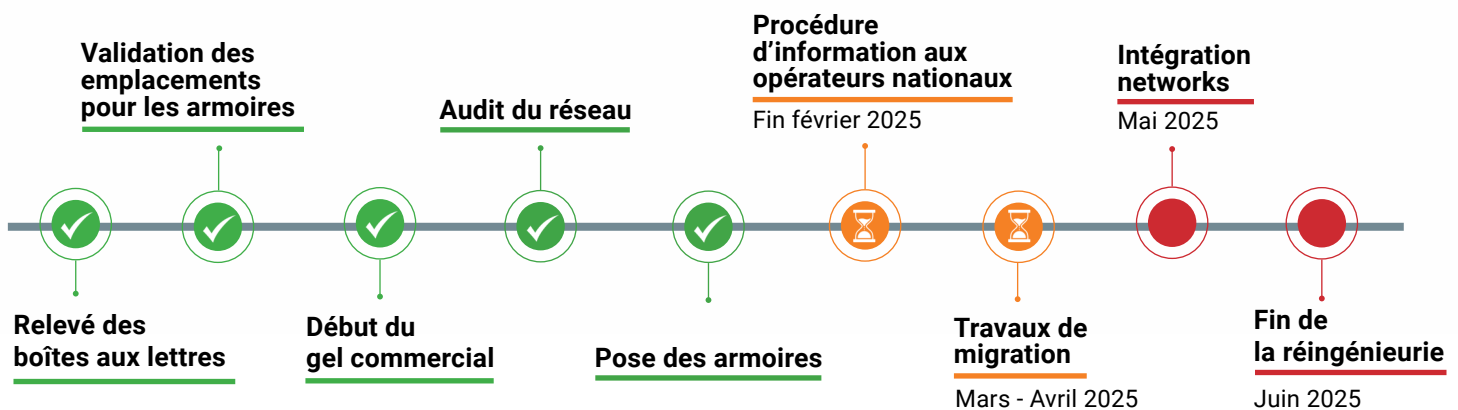 Relevé des
boîtes aux lettres
Validation des
emplacements
pour les armoires
Début du
gel commercial
Audit du réseau
Pose des armoires
Procédure
d’information aux
opérateurs nationaux
Fin février 2025
Travaux de
migration
Mars - Avril 2025
Intégration
networks
Mai 2025
Fin de
la réingénieurie
Juin 2025